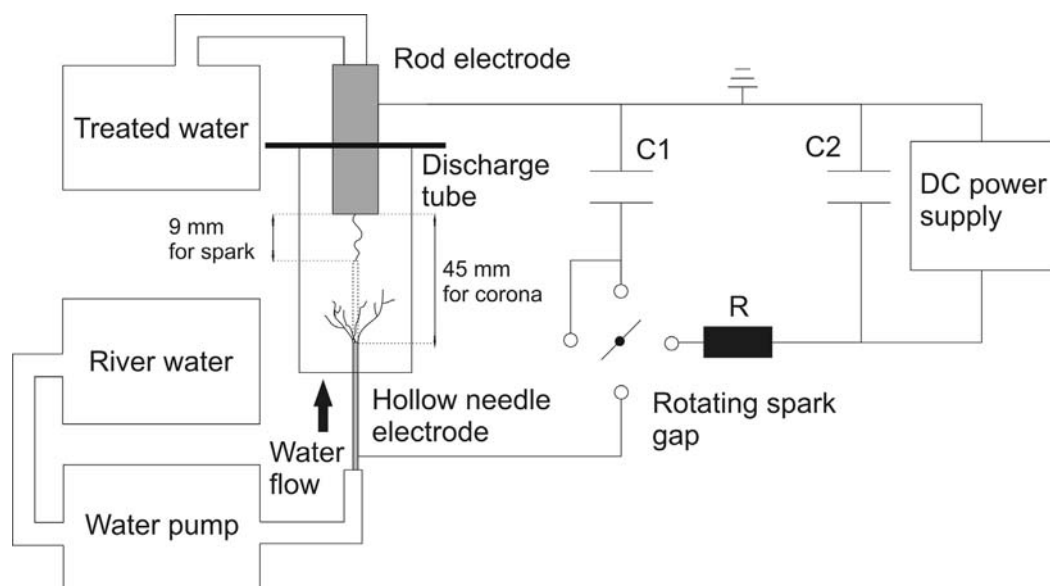 Rod electrode
Treated water
C1
C2
Discharge
tube
DC power
supply
9 mm
for spark
45 mm
for corona
R
River water
Hollow needle
electrode
Rotating spark
gap
Water
flow
Water pump